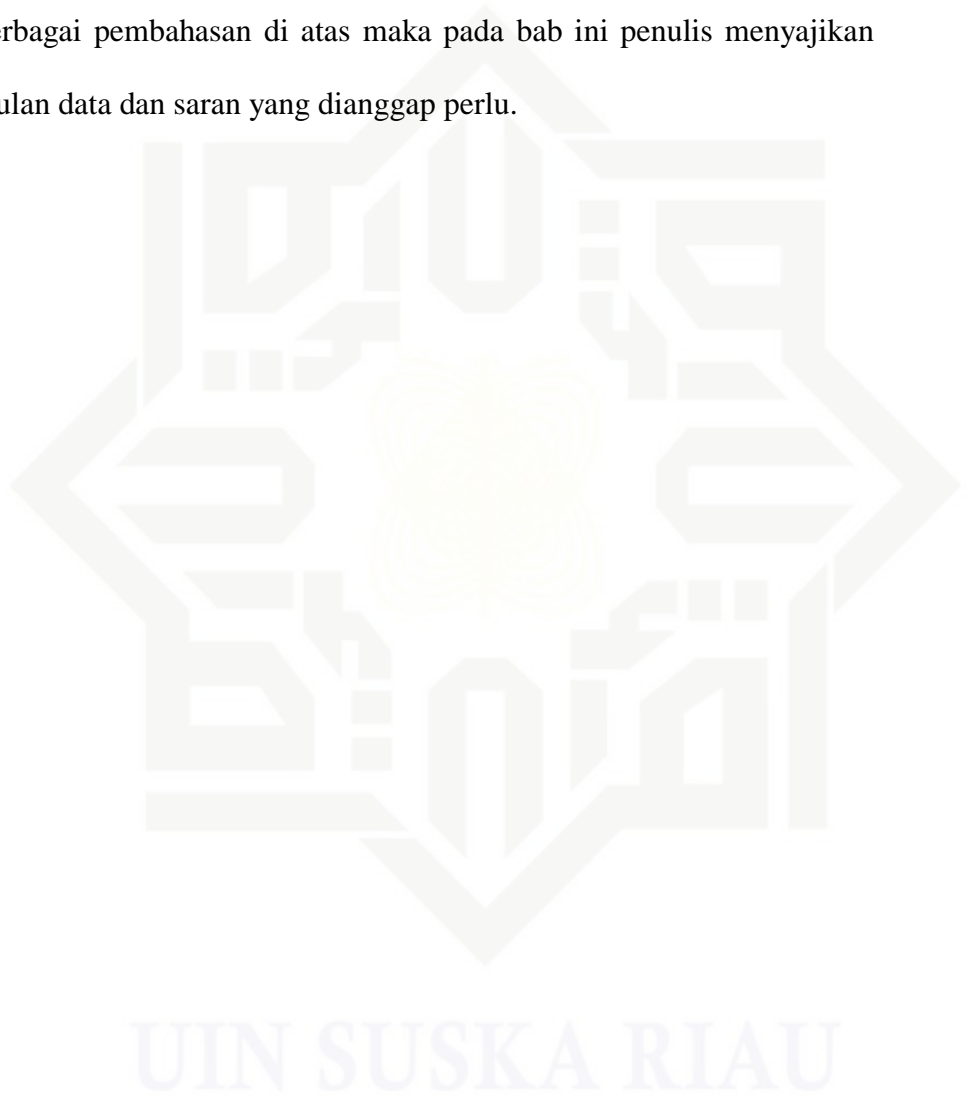 erbagai pembahasan di atas maka pada bab ini penulis menyajikan
ulan data dan saran yang dianggap perlu.
UIN SUSKA RIAU